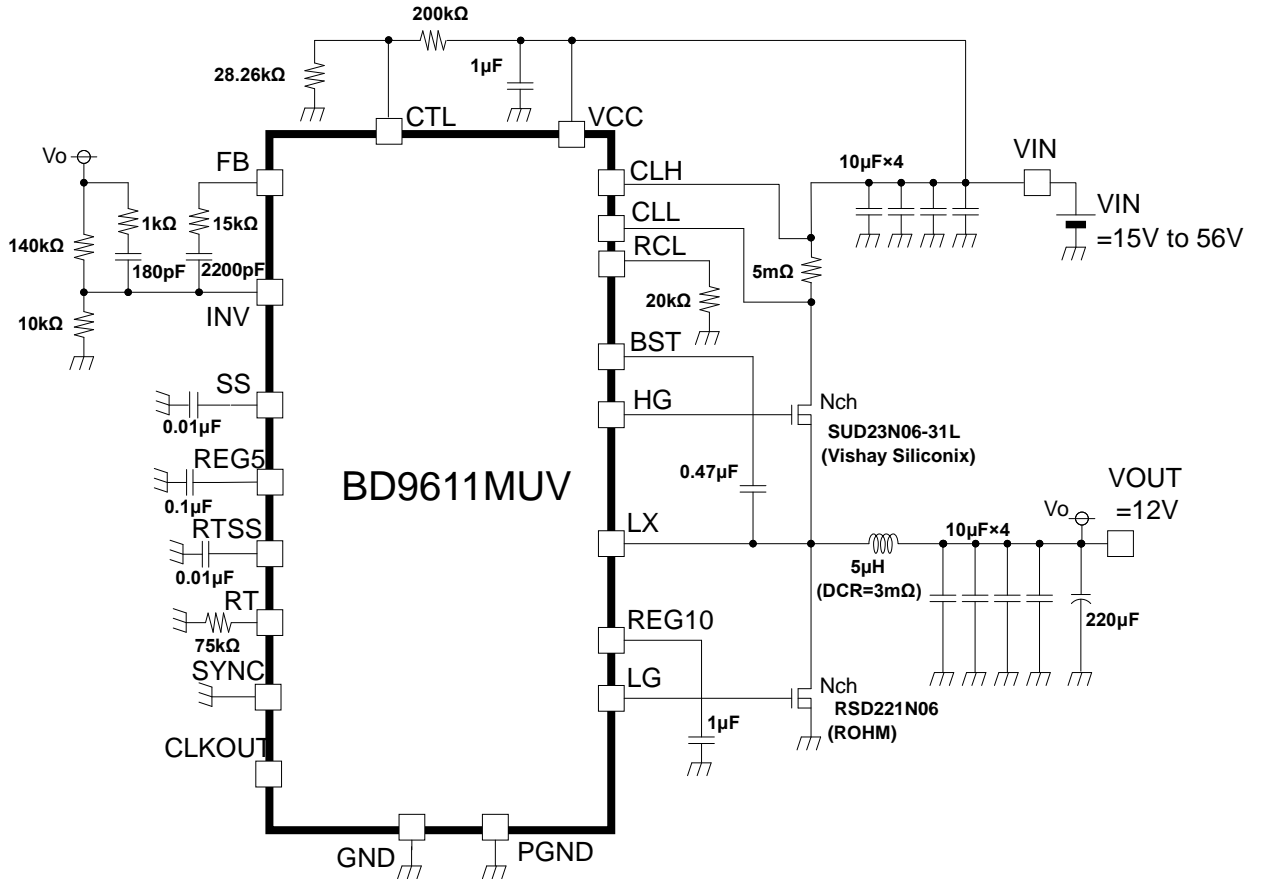 200kΩ
28.26kΩ
1µF
CTL
VCC
Vo
FB
CLH
10µF×4
VIN
CLL
VIN
=15V to 56V
1kΩ
15kΩ
140kΩ
RCL
180pF
2200pF
5mΩ
INV
20kΩ
10kΩ
BST
SS
HG
Nch
0.01µF
SUD23N06-31L
(Vishay Siliconix)
REG5
BD9611MUV
0.47µF
0.1µF
VOUT
=12V
Vo
RTSS
LX
10µF×4
0.01µF
5µH
(DCR=3mΩ)
RT
REG10
220µF
75kΩ
SYNC
LG
Nch
RSD221N06
(ROHM)
1µF
CLKOUT
GND
PGND